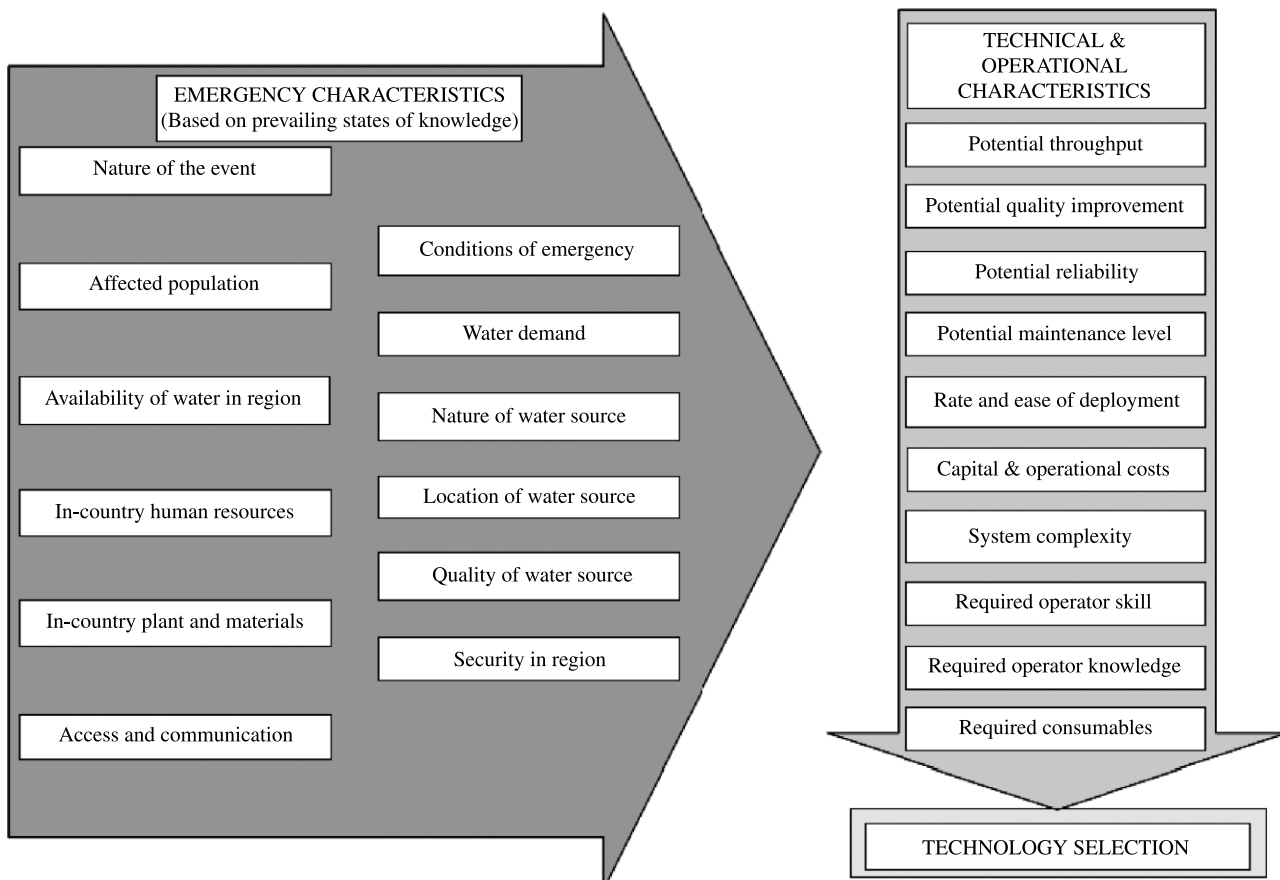 EMERGENCY CHARACTERISTICS
(Based on prevailing states of knowledge)
Nature of the event
Affected population
Availability of water in region
In-country human resources
In-country plant and materials
Access and communication
Conditions of emergency
Water demand
Nature of water source
Location of water source
Quality of water source
Security in region
TECHNICAL &
OPERATIONAL
CHARACTERISTICS
Potential throughput
Potential quality improvement
Potential reliability
Potential maintenance level
Rate and ease of deployment
Capital & operational costs
System complexity
Required operator skill
Required operator knowledge
Required consumables
TECHNOLOGY SELECTION